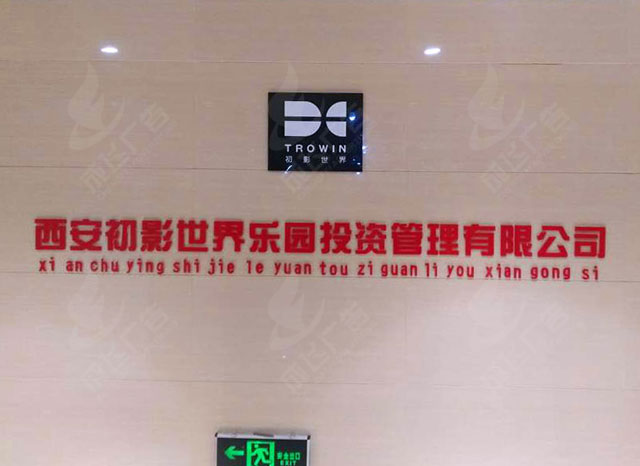 TROWIN
初影世界
西安初影世界乐园投资管理有限公司
xi an chu ying shi jie le yuan tou zi guan li you xian gong si
安全出口
EXIT